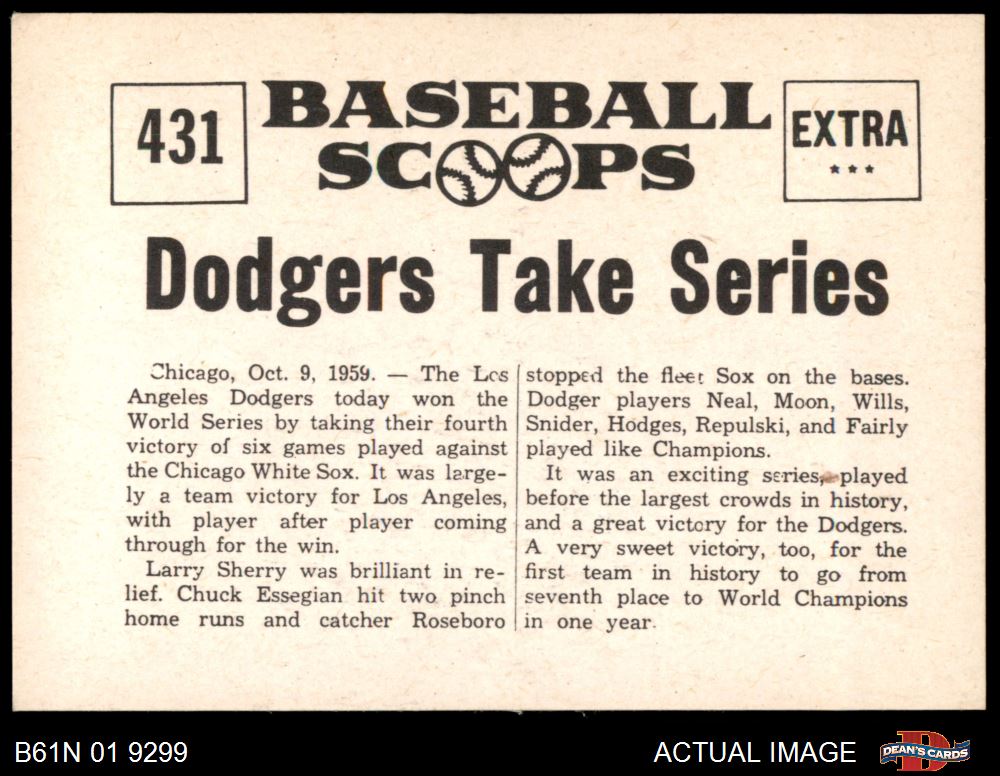 431
BASEBALL
SCOOPS
EXTRA
★★★
Dodgers Take Series
Chicago, Oct. 9, 1959. — The Los
Angeles Dodgers today won the
World Series by taking their fourth
victory of six games played against
the Chicago White Sox. It was large-
ly a team victory for Los Angeles,
with player after player coming
through for the win.
Larry Sherry was brilliant in re-
lief. Chuck Essegian hit two pinch
home runs and catcher Roseboro
stopped the fleet Sox on the bases.
Dodger players Neal, Moon, Wills,
Snider, Hodges, Repulski, and Fairly
played like Champions.
It was an exciting series, played
before the largest crowds in history,
and a great victory for the Dodgers.
A very sweet victory, too, for the
first team in history to go from
seventh place to World Champions
in one year.
B61N 01 9299
ACTUAL IMAGE
D
DEAN'S CARDS